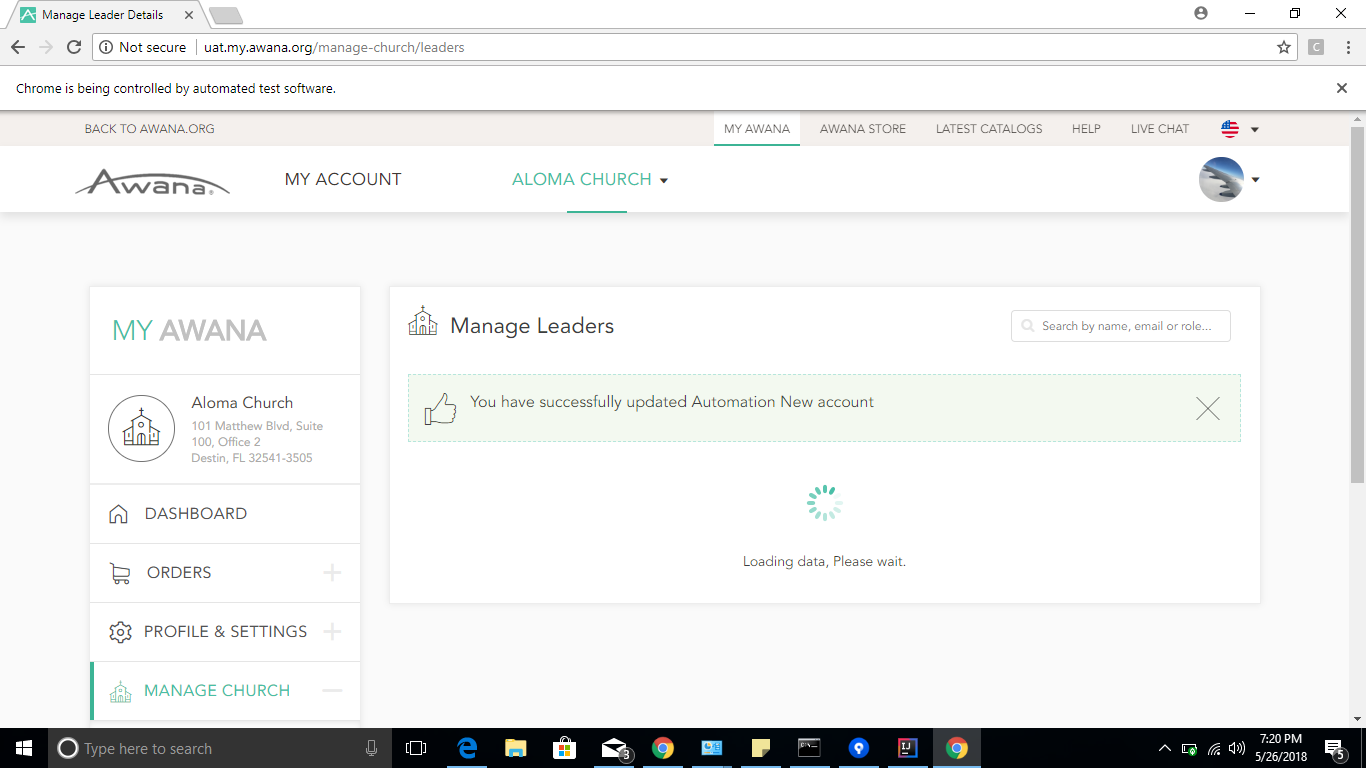 Manage Leader Details
Not secure uat.my.awana.org/manage-church/leaders
C
Chrome is being controlled by automated test software.
BACK TO AWANA.ORG MY AWANA AWANA STORE LATEST CATALOGS HELP LIVE CHAT
Awana® MY ACCOUNT ALOMA CHURCH
MY AWANA
Aloma Church
101 Matthew Blvd, Suite
100, Office 2
Destin, FL 32541-3505
DASHBOARD
ORDERS
PROFILE & SETTINGS
MANAGE CHURCH
Manage Leaders
Search by name, email or role...
You have successfully updated Automation New account
Loading data, Please wait.
Type here to search
3
C:\_
IJ
7:20 PM
5/26/2018
5